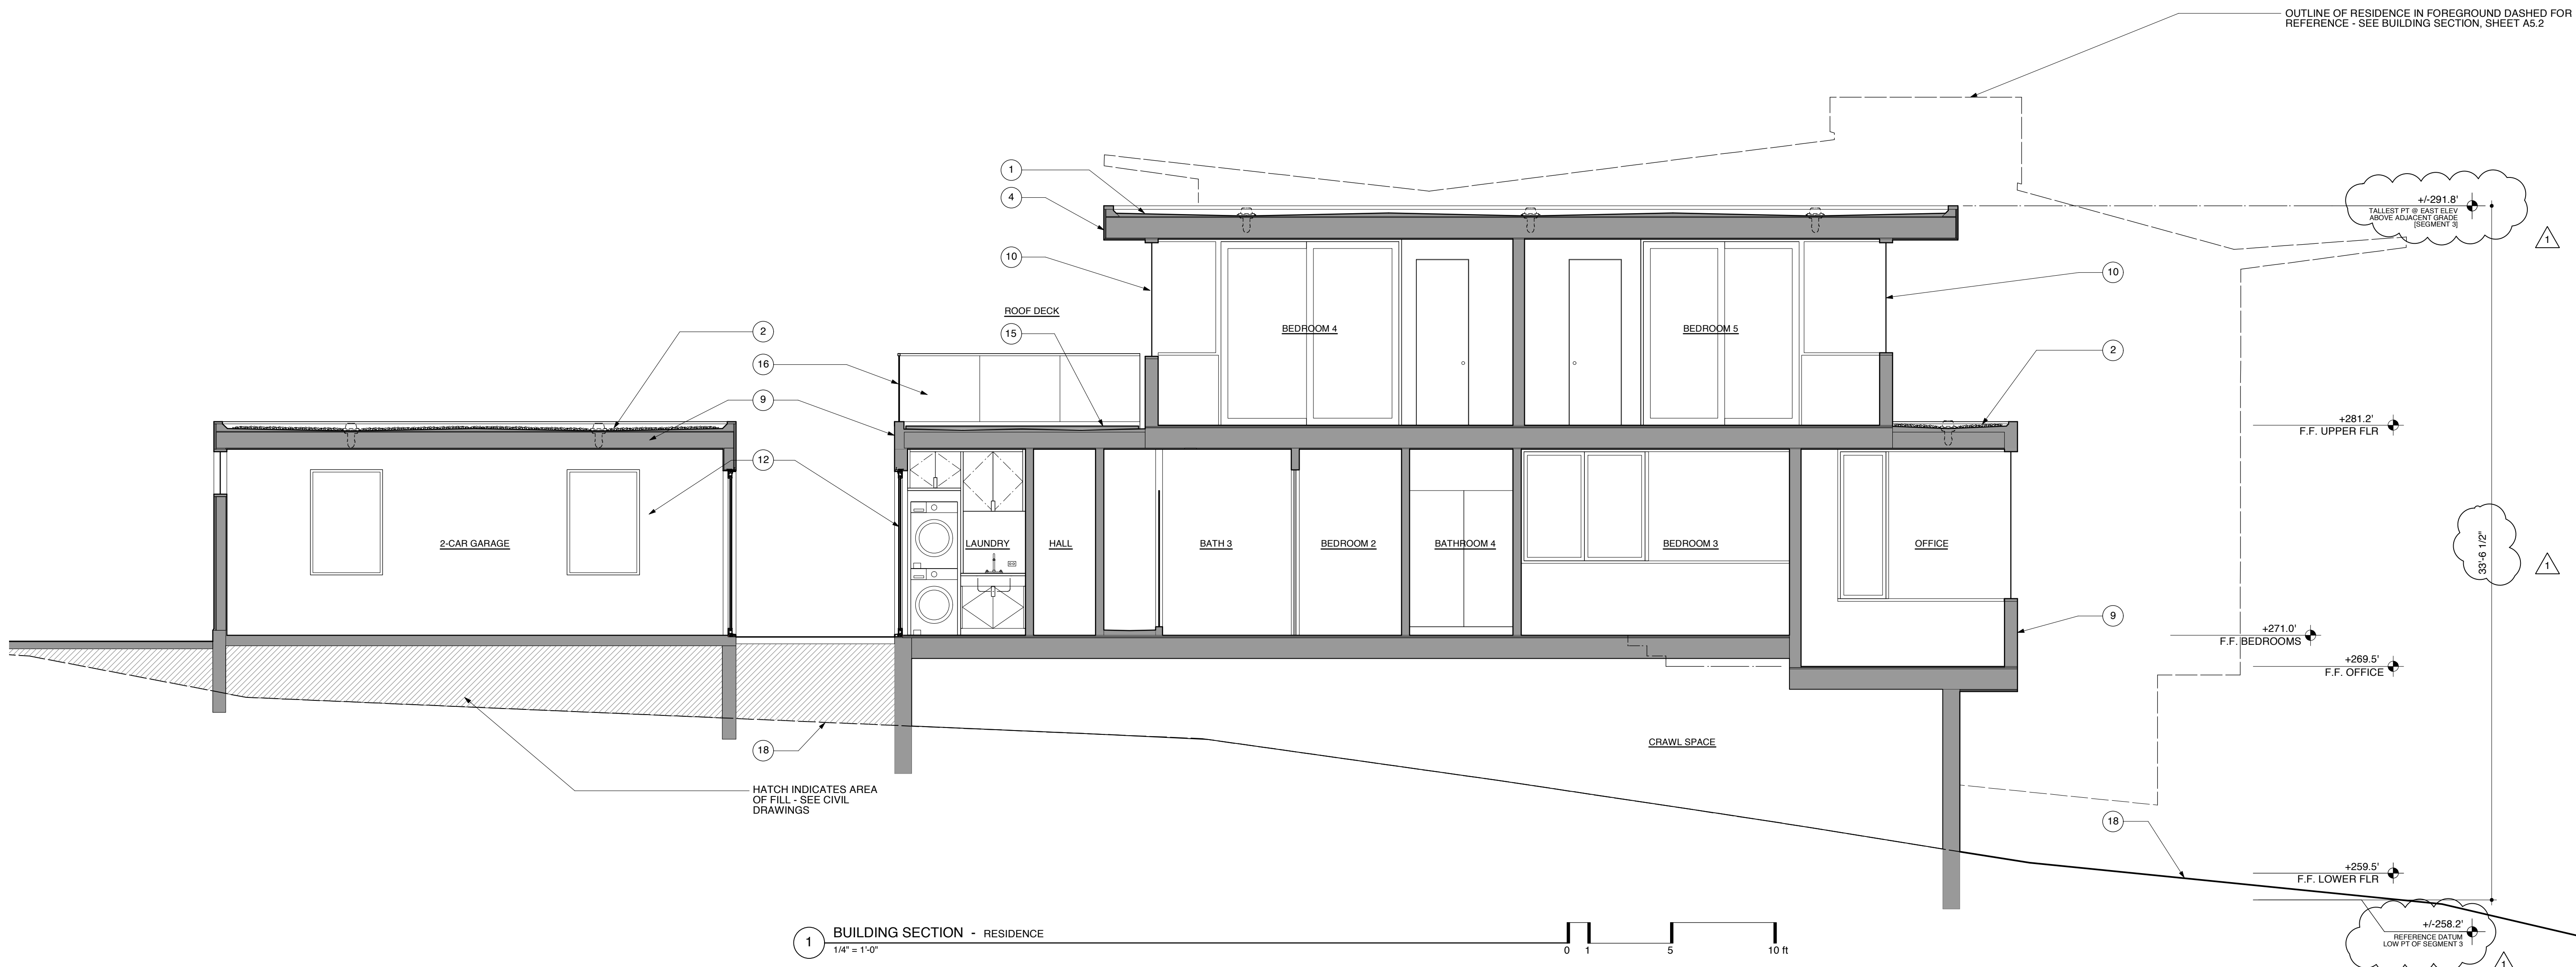 OUTLINE OF RESIDENCE IN FOREGROUND DASHED FOR
REFERENCE - SEE BUILDING SECTION, SHEET A5.2
1
4
10
ROOF DECK
15
2
16
9
12
BEDROOM 4
BEDROOM 5
10
2
+/-291.8'
TALLEST PT @ EAST ELEV
ABOVE ADJACENT GRADE
[SEGMENT 3]
1
+281.2'
F.F. UPPER FLR
2-CAR GARAGE
LAUNDRY
HALL
BATH 3
BEDROOM 2
BATHROOM 4
BEDROOM 3
OFFICE
33'-6 1/2"
1
9
+271.0'
F.F. BEDROOMS
+269.5'
F.F. OFFICE
18
CRAWL SPACE
HATCH INDICATES AREA
OF FILL - SEE CIVIL
DRAWINGS
18
+259.5'
F.F. LOWER FLR
+/-258.2'
REFERENCE DATUM
LOW PT OF SEGMENT 3
1
1
BUILDING SECTION - RESIDENCE
1/4" = 1'-0"
0 1 5 10 ft